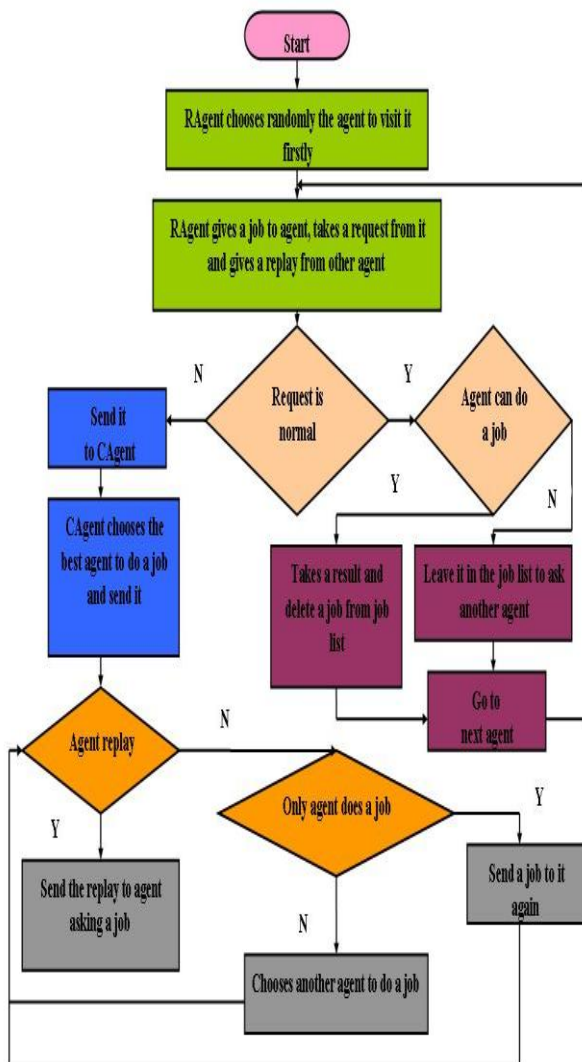 Start
RAgent chooses randomly the agent to visit it
firstly
RAgent gives a job to agent, takes a request from it
and gives a replay from other agent
N
Request is
normal
Y
Agent can do
a job
Send it
to CAgent
Y
N
CAgent chooses the
best agent to do a job
and send it
Takes a result and
delete a job from job
list
Leave it in the job list to ask
another agent
Go to
next agent
Agent replay
N
Only agent does a job
Y
Y
Send the replay to agent
asking a job
Send a job to it
again
N
Chooses another agent to do a job